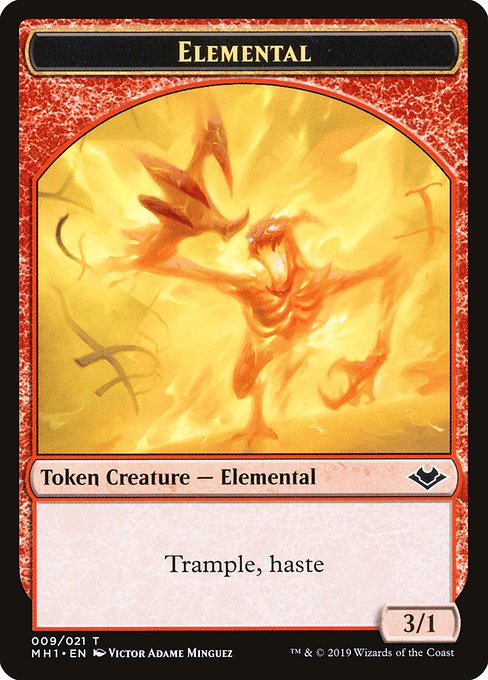 ELEMENTAL
Token Creature — Elemental
Trample, haste
3/1
009/021 T
MH1 • EN VICTOR ADAME MINGUEZ
™ & © 2019 Wizards of the Coast